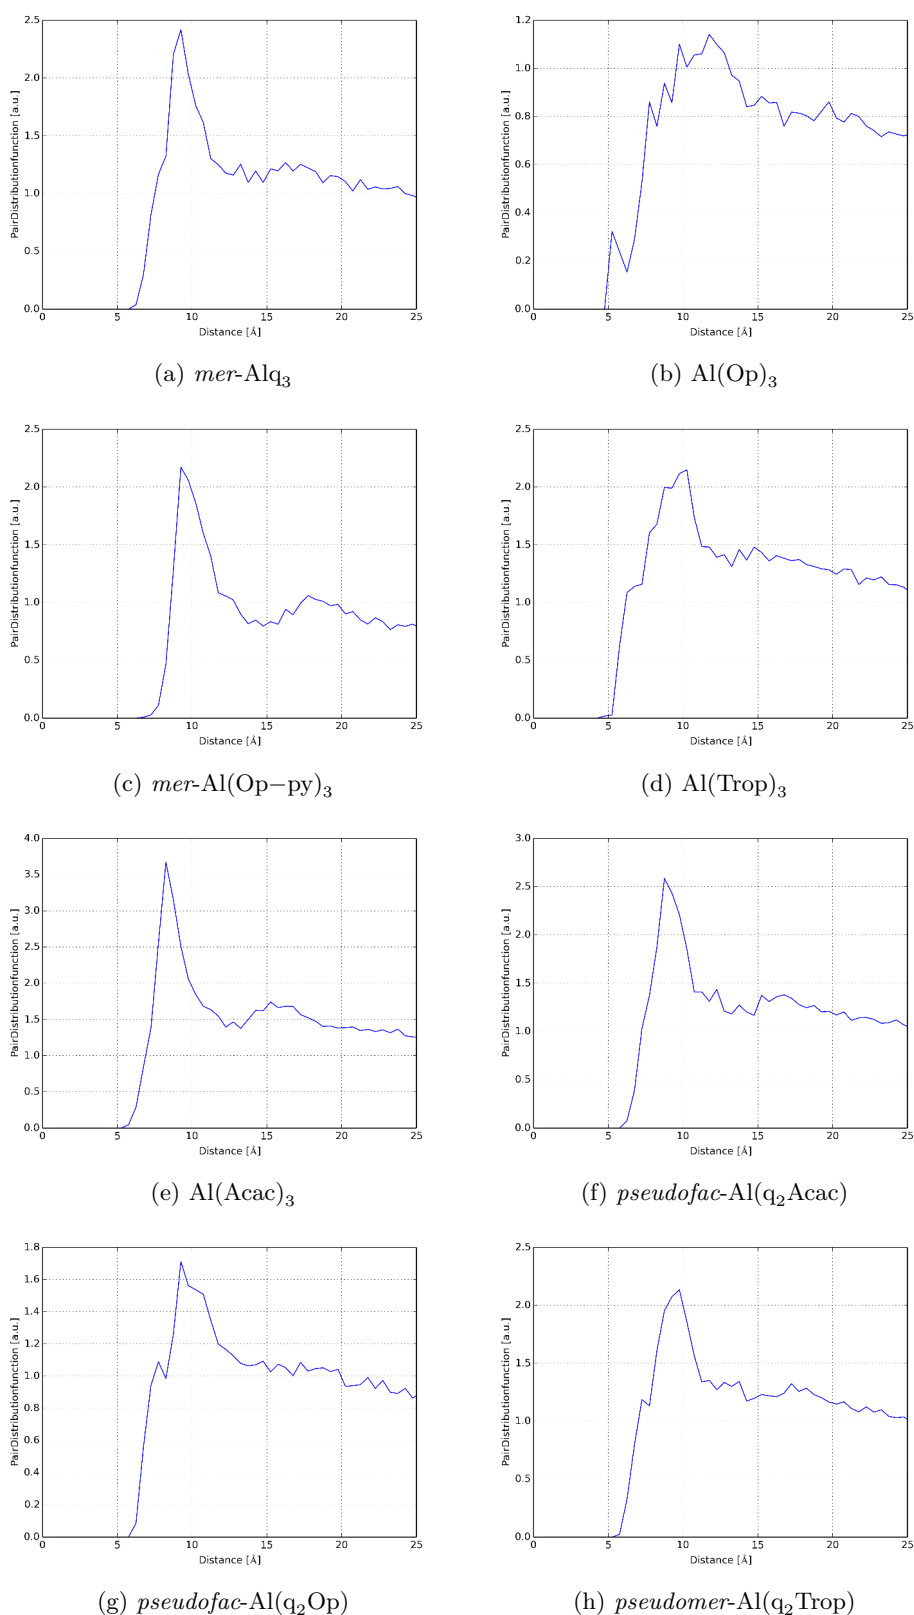 2.5
2.0
1.5
1.0
0.5
0.0
PairDistributionfunction [a.u.]
0 5 10 15 20 25
Distance [Å]
(a) mer-Alq₃
1.2
1.0
0.8
0.6
0.4
0.2
0.0
PairDistributionfunction [a.u.]
0 5 10 15 20 25
Distance [Å]
(b) Al(Op)₃
2.5
2.0
1.5
1.0
0.5
0.0
PairDistributionfunction [a.u.]
0 5 10 15 20 25
Distance [Å]
(c) mer-Al(Op−py)₃
2.5
2.0
1.5
1.0
0.5
0.0
PairDistributionfunction [a.u.]
0 5 10 15 20 25
Distance [Å]
(d) Al(Trop)₃
4.0
3.5
3.0
2.5
2.0
1.5
1.0
0.5
0.0
PairDistributionfunction [a.u.]
0 5 10 15 20 25
Distance [Å]
(e) Al(Acac)₃
3.0
2.5
2.0
1.5
1.0
0.5
0.0
PairDistributionfunction [a.u.]
0 5 10 15 20 25
Distance [Å]
(f) pseudofac-Al(q₂Acac)
1.8
1.6
1.4
1.2
1.0
0.8
0.6
0.4
0.2
0.0
PairDistributionfunction [a.u.]
0 5 10 15 20 25
Distance [Å]
(g) pseudofac-Al(q₂Op)
2.5
2.0
1.5
1.0
0.5
0.0
PairDistributionfunction [a.u.]
0 5 10 15 20 25
Distance [Å]
(h) pseudomer-Al(q₂Trop)